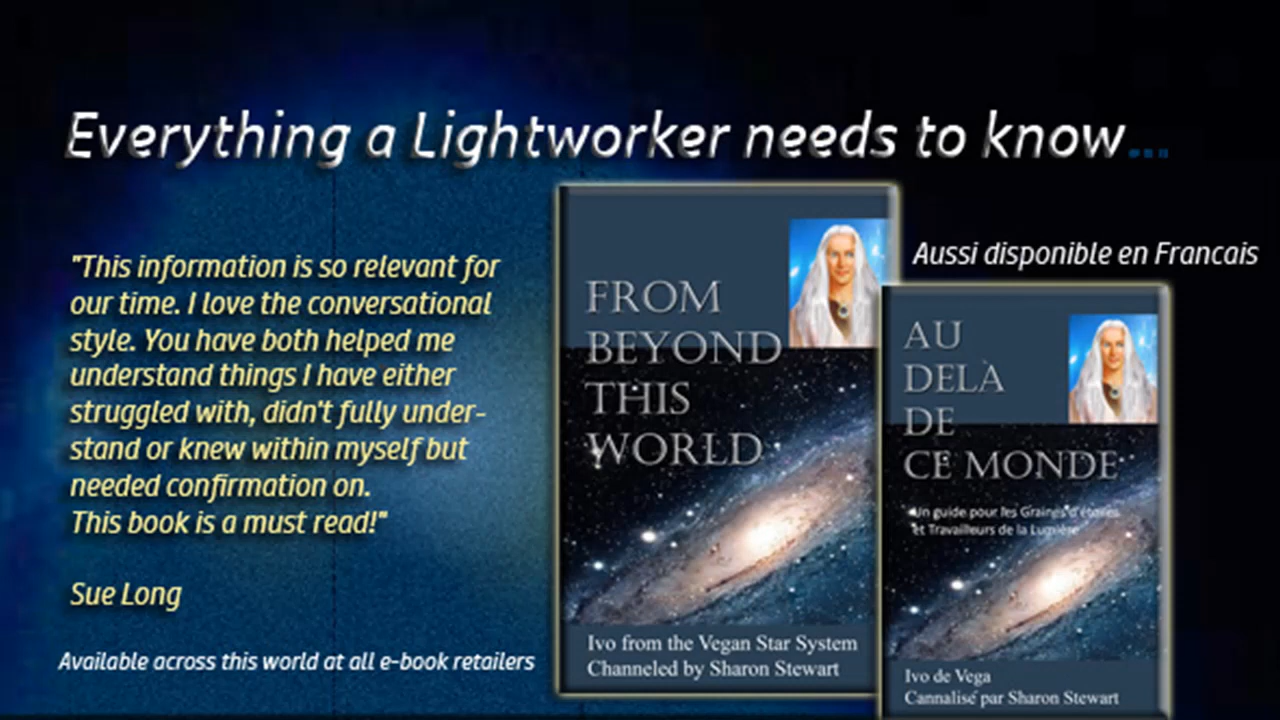 Everything a Lightworker needs to know...
"This information is so relevant for
our time. I love the conversational
style. You have both helped me
understand things I have either
struggled with, didn't fully under-
stand or knew within myself but
needed confirmation on.
This book is a must read!"
Sue Long
Available across this world at all e-book retailers
FROM
BEYOND
THIS
WORLD
Ivo from the Vegan Star System
Channeled by Sharon Stewart
Aussi disponible en Francais
AU
DELÀ
DE
CE MONDE
Un guide pour les Graines d'étoiles
et Travailleurs de la Lumière
Ivo de Vega
Cannalisé par Sharon Stewart